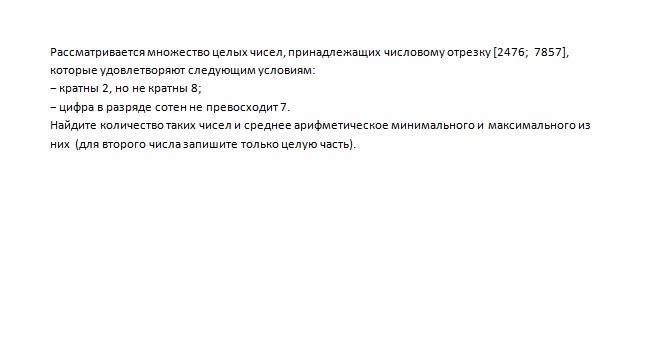 Рассматривается множество целых чисел, принадлежащих числовому отрезку [2476; 7857],
которые удовлетворяют следующим условиям:
− кратны 2, но не кратны 8;
− цифра в разряде сотен не превосходит 7.
Найдите количество таких чисел и среднее арифметическое минимального и максимального из
них (для второго числа запишите только целую часть).